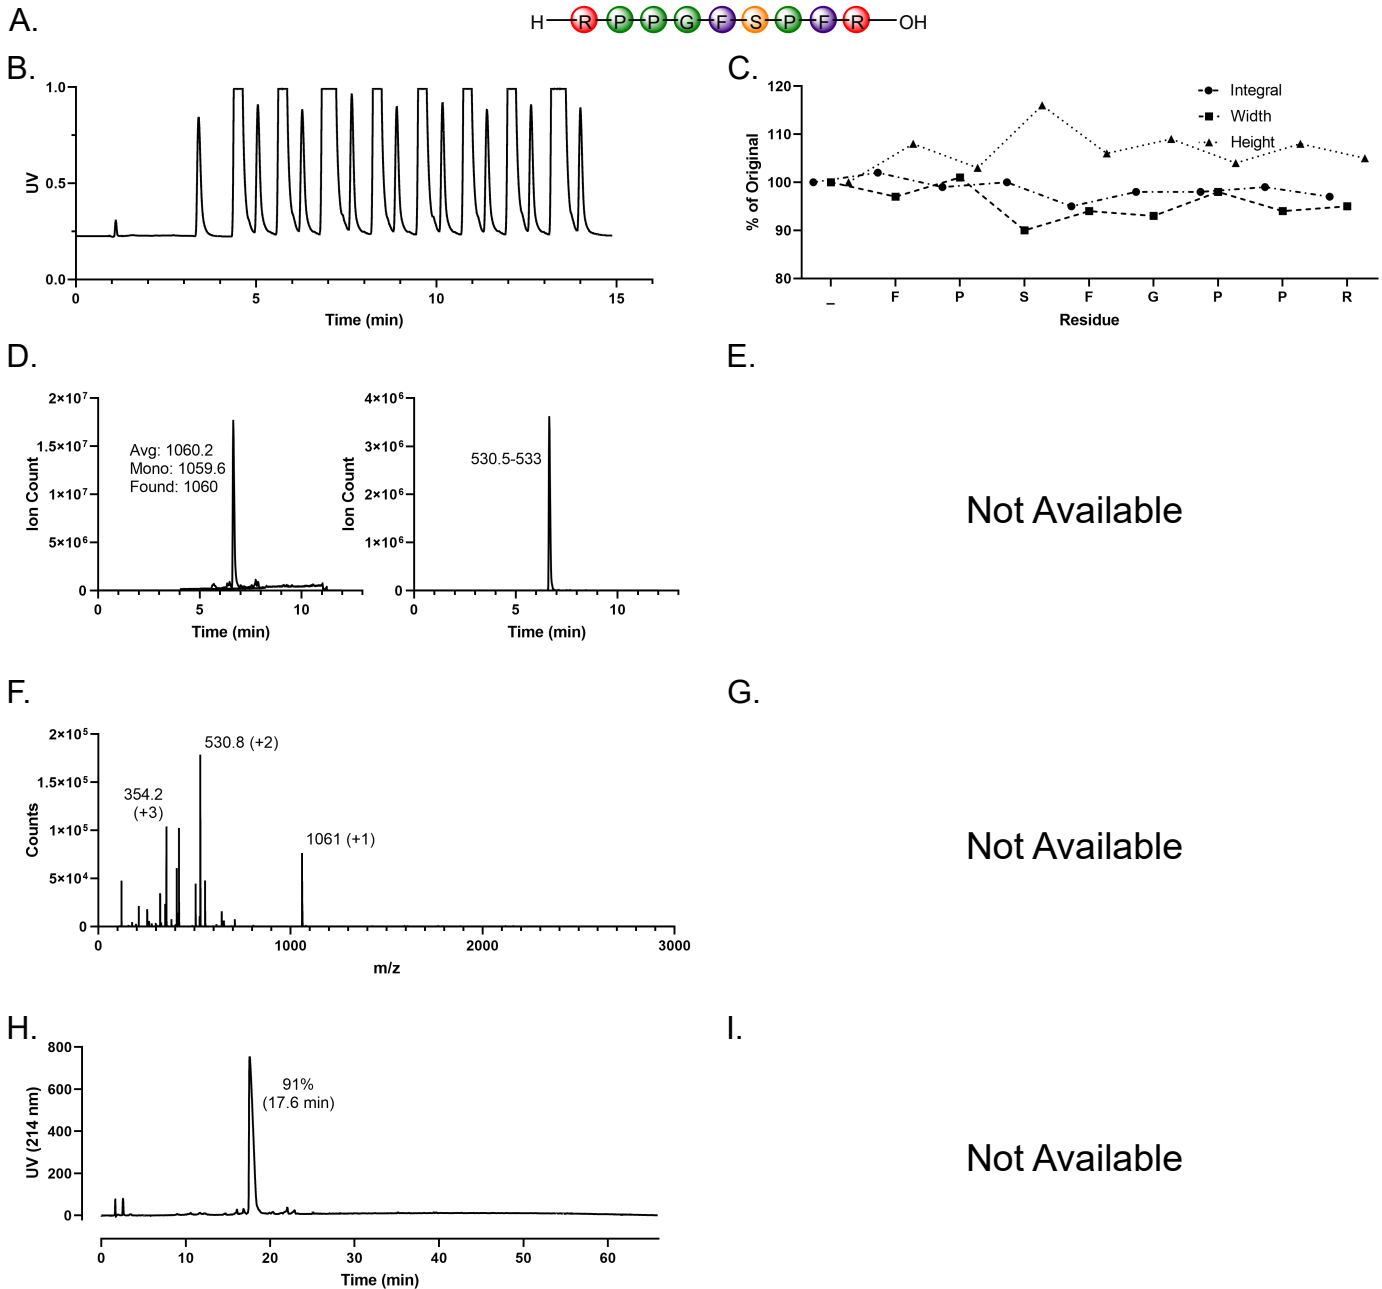 A.
H R P P G F S P F R OH
B.
1.0
0.5
0.0
UV
0 5 10 15
Time (min)
C.
120
110
100
90
80
% of Original
Integral
Width
Height
_ F P S F G P P R
Residue
D.
2×10⁷
1.5×10⁷
1×10⁷
5×10⁶
0
Ion Count
Avg: 1060.2
Mono: 1059.6
Found: 1060
0 5 10
Time (min)
4×10⁶
3×10⁶
2×10⁶
1×10⁶
0
Ion Count
530.5-533
0 5 10
Time (min)
E.
Not Available
F.
2×10⁵
1.5×10⁵
1×10⁵
5×10⁴
0
Counts
530.8 (+2)
354.2
(+3)
1061 (+1)
0 1000 2000 3000
m/z
G.
Not Available
H.
800
600
400
200
0
UV (214 nm)
91%
(17.6 min)
0 10 20 30 40 50 60
Time (min)
I.
Not Available